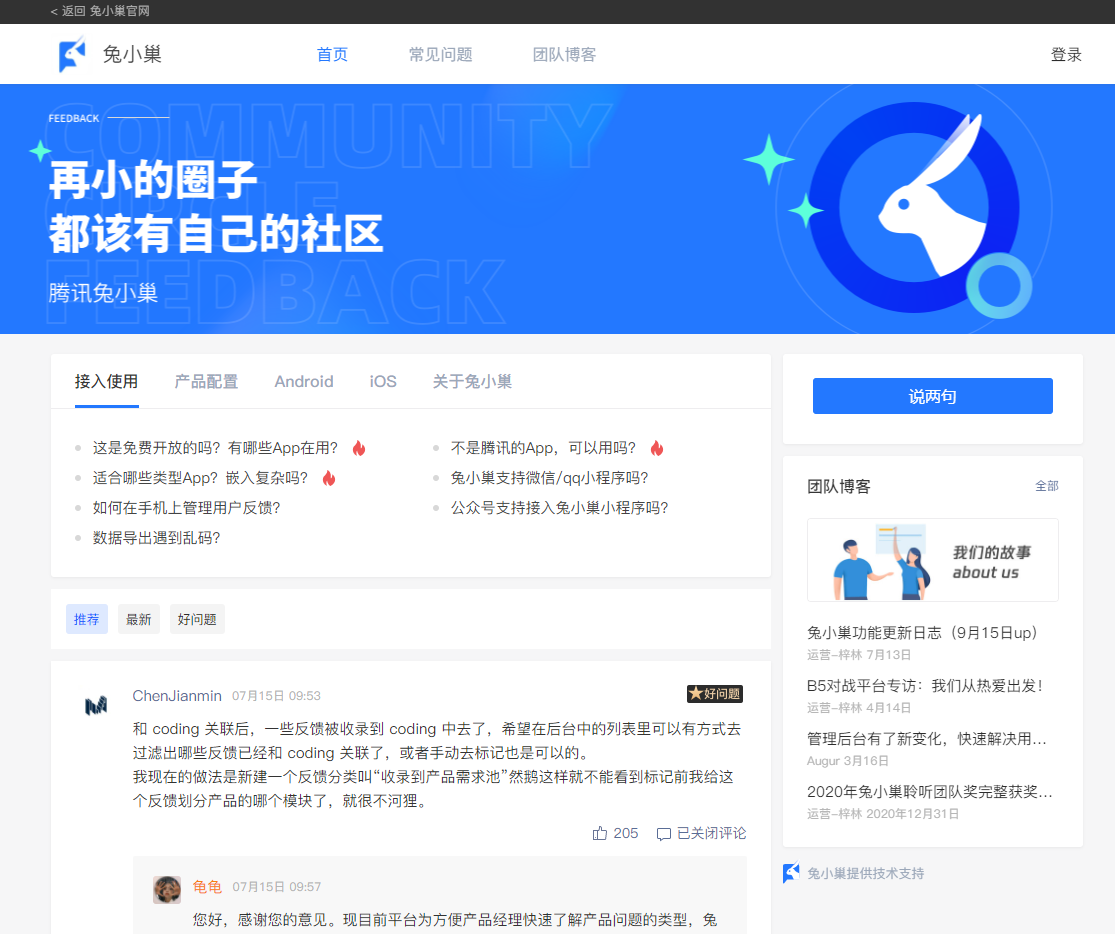 < 返回 兔小巢官网
兔小巢
首页
常见问题
团队博客
登录
COMMUNITY
CIRCLE
FEEDBACK
FEEDBACK
再小的圈子
都该有自己的社区
腾讯兔小巢
接入使用
产品配置
Android
iOS
关于兔小巢
这是免费开放的吗？有哪些App在用？
不是腾讯的App，可以用吗？
适合哪些类型App？嵌入复杂吗？
兔小巢支持微信/qq小程序吗？
如何在手机上管理用户反馈？
公众号支持接入兔小巢小程序吗？
数据导出遇到乱码？
推荐
最新
好问题
ChenJianmin 07月15日 09:53
好问题
和 coding 关联后，一些反馈被收录到 coding 中去了，希望在后台中的列表里可以有方式去
过滤出哪些反馈已经和 coding 关联了，或者手动去标记也是可以的。
我现在的做法是新建一个反馈分类叫“收录到产品需求池”然鹅这样就不能看到标记前我给这
个反馈划分产品的哪个模块了，就很不河狸。
205
已关闭评论
龟龟 07月15日 09:57
您好，感谢您的意见。现目前平台为方便产品经理快速了解产品问题的类型，兔
说两句
团队博客
全部
我们的故事
about us
兔小巢功能更新日志（9月15日up）
运营-梓林 7月13日
B5对战平台专访：我们从热爱出发！
运营-梓林 4月14日
管理后台有了新变化，快速解决用...
Augur 3月16日
2020年兔小巢聆听团队奖完整获奖...
运营-梓林 2020年12月31日
兔小巢提供技术支持